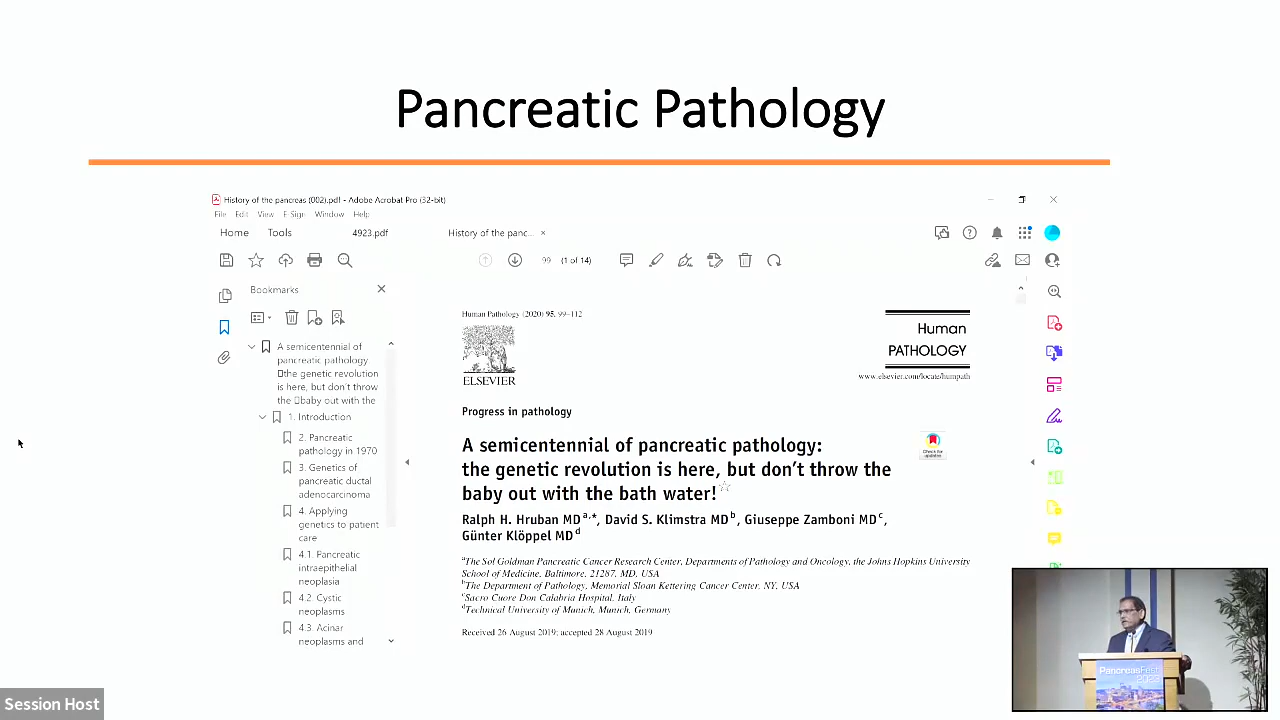 Pancreatic Pathology
History of the pancreas (002).pdf - Adobe Acrobat Pro (32-bit)
File Edit View E-Sign Window Help
Home Tools 4923.pdf History of the panc... ×
99 (1 of 14)
Bookmarks
A semicentennial of
pancreatic pathology
the genetic revolution
is here, but don't throw
the baby out with the
1. Introduction
2. Pancreatic
pathology in 1970
3. Genetics of
pancreatic ductal
adenocarcinoma
4. Applying
genetics to patient
care
4.1. Pancreatic
intraepithelial
neoplasia
4.2. Cystic
neoplasms
4.3. Acinar
neoplasms and
Human Pathology (2020) 95, 99–112
ELSEVIER
Human
PATHOLOGY
www.elsevier.com/locate/humpath
Progress in pathology
A semicentennial of pancreatic pathology:
the genetic revolution is here, but don't throw the
baby out with the bath water!☆
Check for
updates
Ralph H. Hruban MD a,*, David S. Klimstra MD b, Giuseppe Zamboni MD c,
Günter Klöppel MD d
a The Sol Goldman Pancreatic Cancer Research Center, Departments of Pathology and Oncology, the Johns Hopkins University
School of Medicine, Baltimore, 21287, MD, USA
b The Department of Pathology, Memorial Sloan Kettering Cancer Center, NY, USA
c Sacro Cuore Don Calabria Hospital, Italy
d Technical University of Munich, Munich, Germany
Received 26 August 2019; accepted 28 August 2019
PancreasFest
Session Host